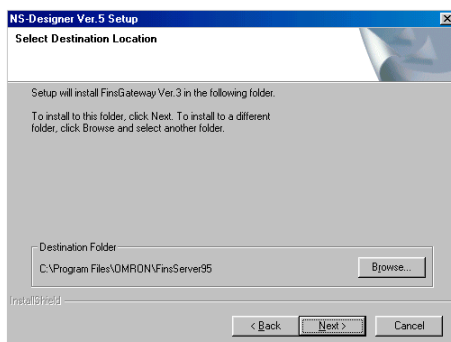 NS-Designer Ver.5 Setup
Select Destination Location
Setup will install FinsGateway Ver.3 in the following folder.
To install to this folder, click Next. To install to a different
folder, click Browse and select another folder.
Destination Folder
C:\Program Files\OMRON\FinsServer95
Browse...
InstallShield
< Back
Next >
Cancel